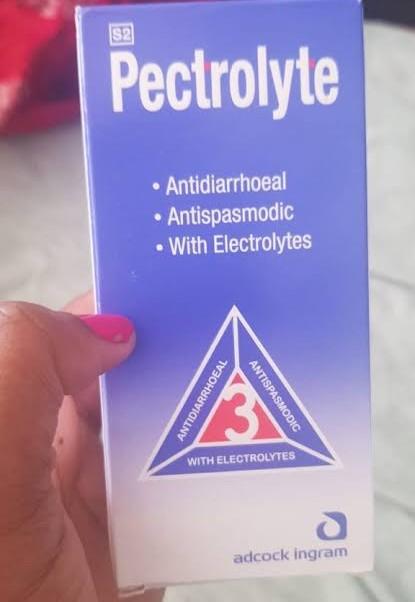 S2
Pectrolyte
• Antidiarrhoeal
• Antispasmodic
• With Electrolytes
ANTIDIARRHOEAL
ANTISPASMODIC
3
WITH ELECTROLYTES
adcock ingram